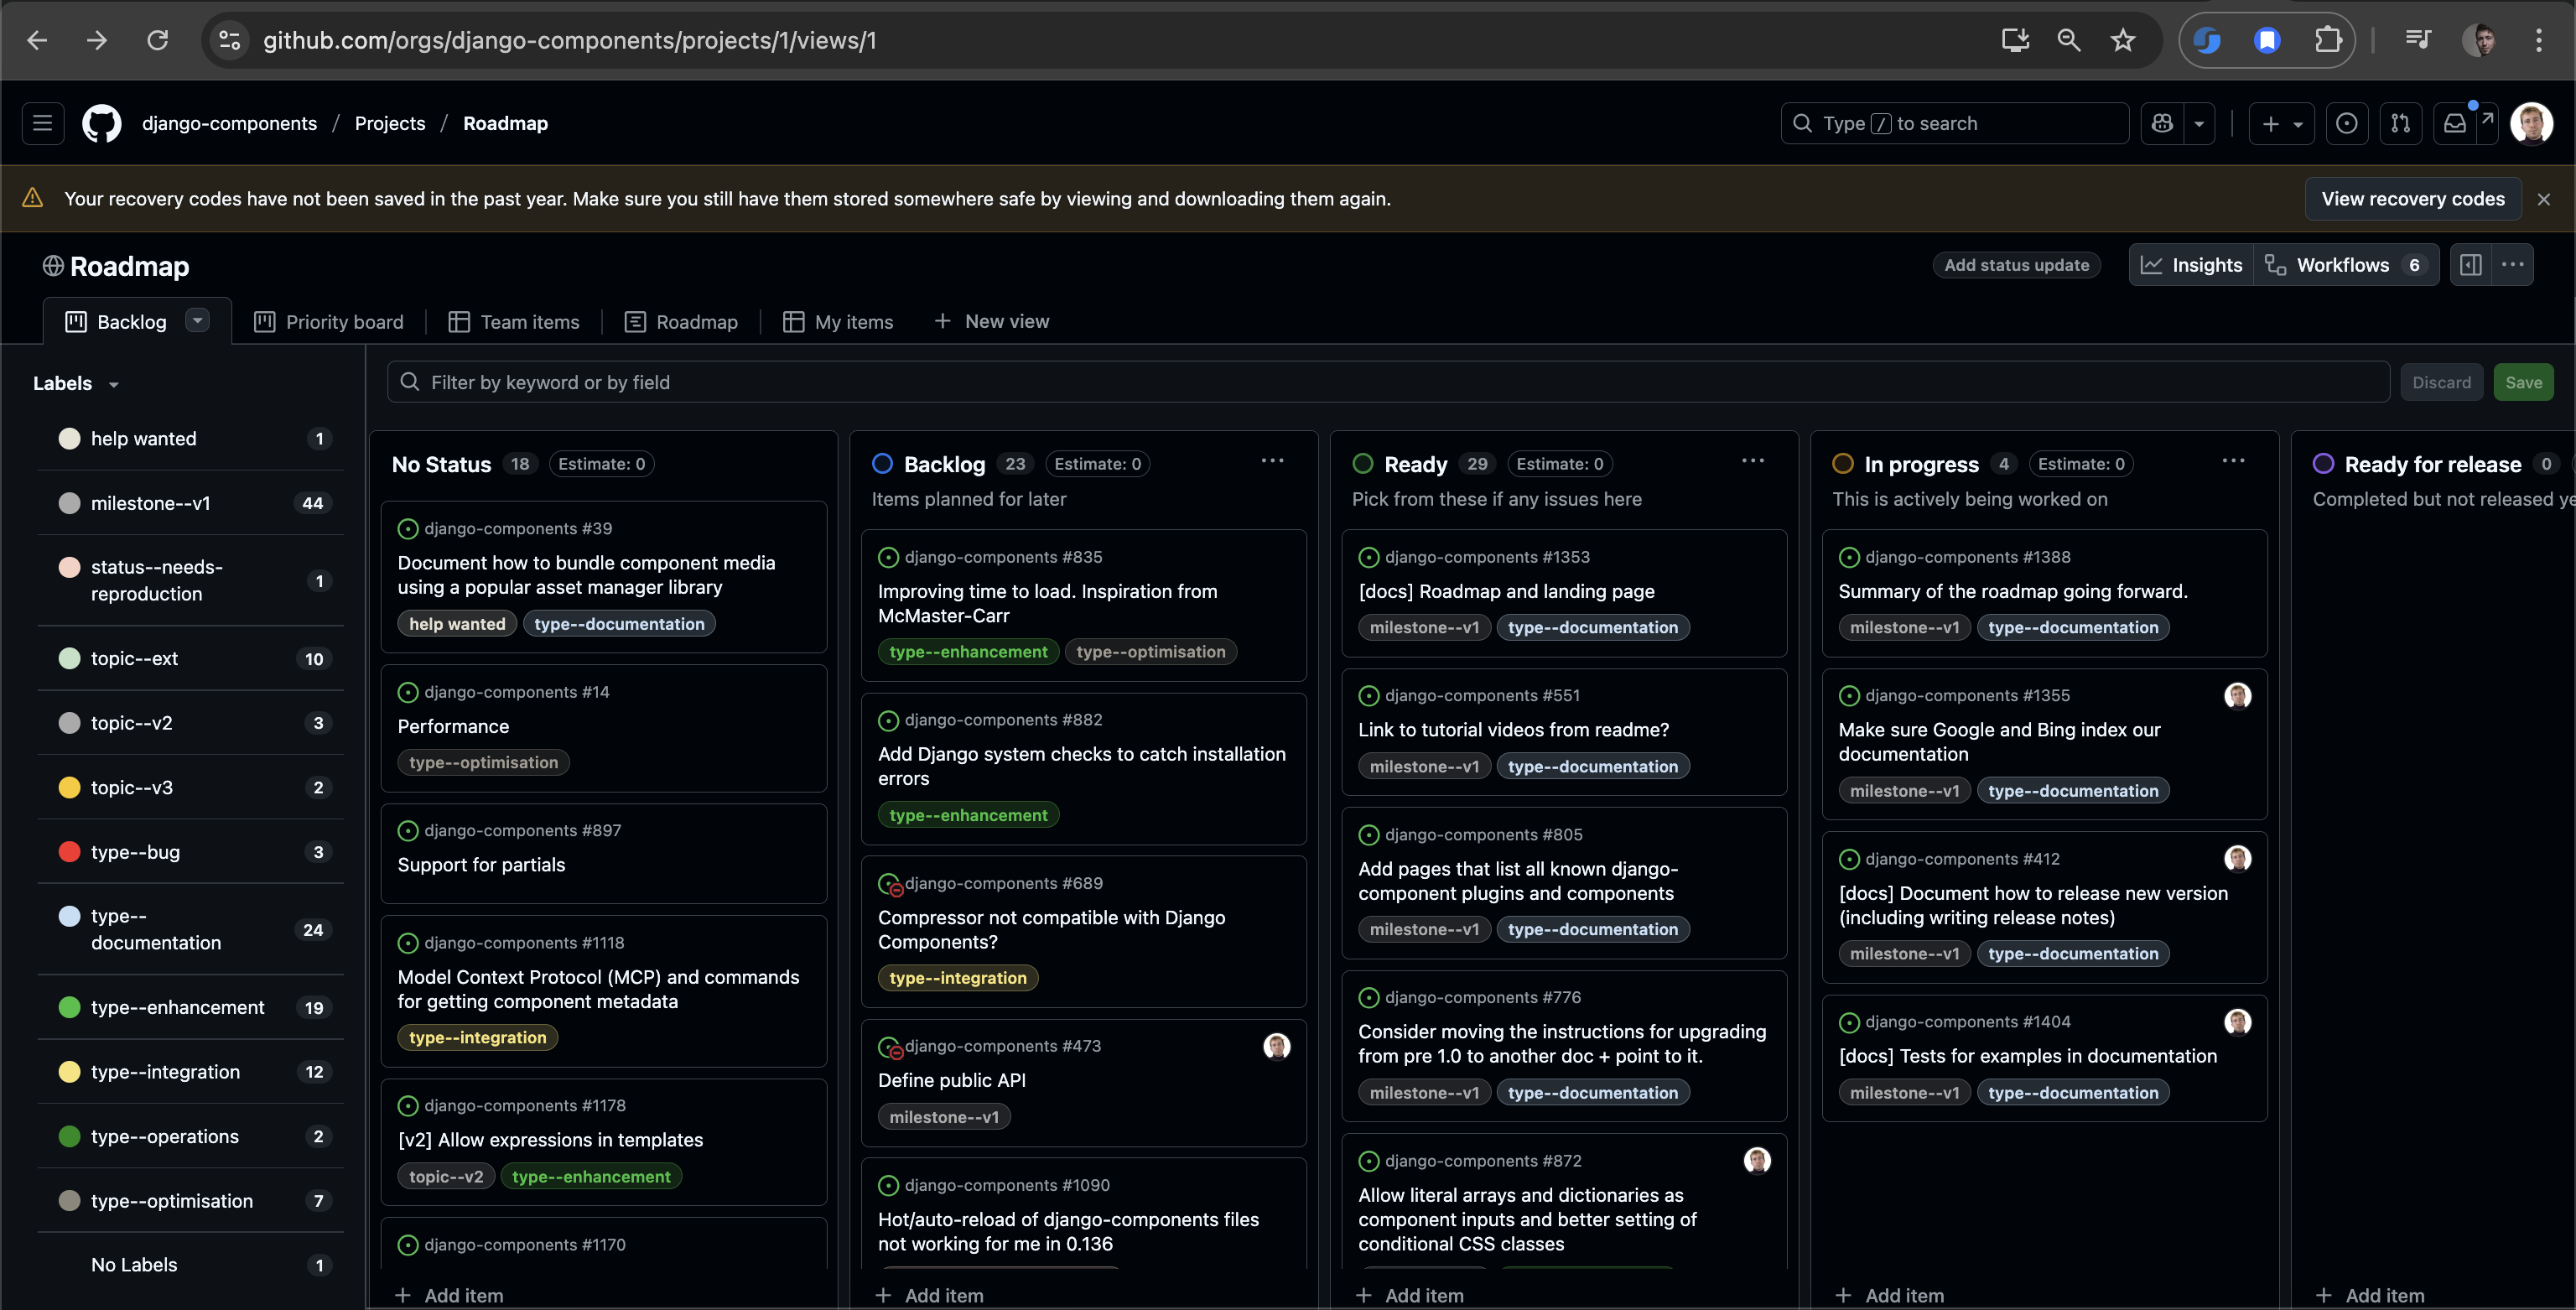 github.com/orgs/django-components/projects/1/views/1
django-components / Projects / Roadmap
Type / to search
Your recovery codes have not been saved in the past year. Make sure you still have them stored somewhere safe by viewing and downloading them again.
View recovery codes
Roadmap
Add status update
Insights
Workflows 6
Backlog
Priority board
Team items
Roadmap
My items
New view
Labels
help wanted 1
milestone--v1 44
status--needs-
reproduction 1
topic--ext 10
topic--v2 3
topic--v3 2
type--bug 3
type--
documentation 24
type--enhancement 19
type--integration 12
type--operations 2
type--optimisation 7
No Labels 1
Filter by keyword or by field
Discard
Save
No Status 18 Estimate: 0
django-components #39
Document how to bundle component media
using a popular asset manager library
help wanted type--documentation
django-components #14
Performance
type--optimisation
django-components #897
Support for partials
django-components #1118
Model Context Protocol (MCP) and commands
for getting component metadata
type--integration
django-components #1178
[v2] Allow expressions in templates
topic--v2 type--enhancement
django-components #1170
Add item
Backlog 23 Estimate: 0
Items planned for later
django-components #835
Improving time to load. Inspiration from
McMaster-Carr
type--enhancement type--optimisation
django-components #882
Add Django system checks to catch installation
errors
type--enhancement
django-components #689
Compressor not compatible with Django
Components?
type--integration
django-components #473
Define public API
milestone--v1
django-components #1090
Hot/auto-reload of django-components files
not working for me in 0.136
Add item
Ready 29 Estimate: 0
Pick from these if any issues here
django-components #1353
[docs] Roadmap and landing page
milestone--v1 type--documentation
django-components #551
Link to tutorial videos from readme?
milestone--v1 type--documentation
django-components #805
Add pages that list all known django-
component plugins and components
milestone--v1 type--documentation
django-components #776
Consider moving the instructions for upgrading
from pre 1.0 to another doc + point to it.
milestone--v1 type--documentation
django-components #872
Allow literal arrays and dictionaries as
component inputs and better setting of
conditional CSS classes
Add item
In progress 4 Estimate: 0
This is actively being worked on
django-components #1388
Summary of the roadmap going forward.
milestone--v1 type--documentation
django-components #1355
Make sure Google and Bing index our
documentation
milestone--v1 type--documentation
django-components #412
[docs] Document how to release new version
(including writing release notes)
milestone--v1 type--documentation
django-components #1404
[docs] Tests for examples in documentation
milestone--v1 type--documentation
Add item
Ready for release 0
Completed but not released ye
Add item